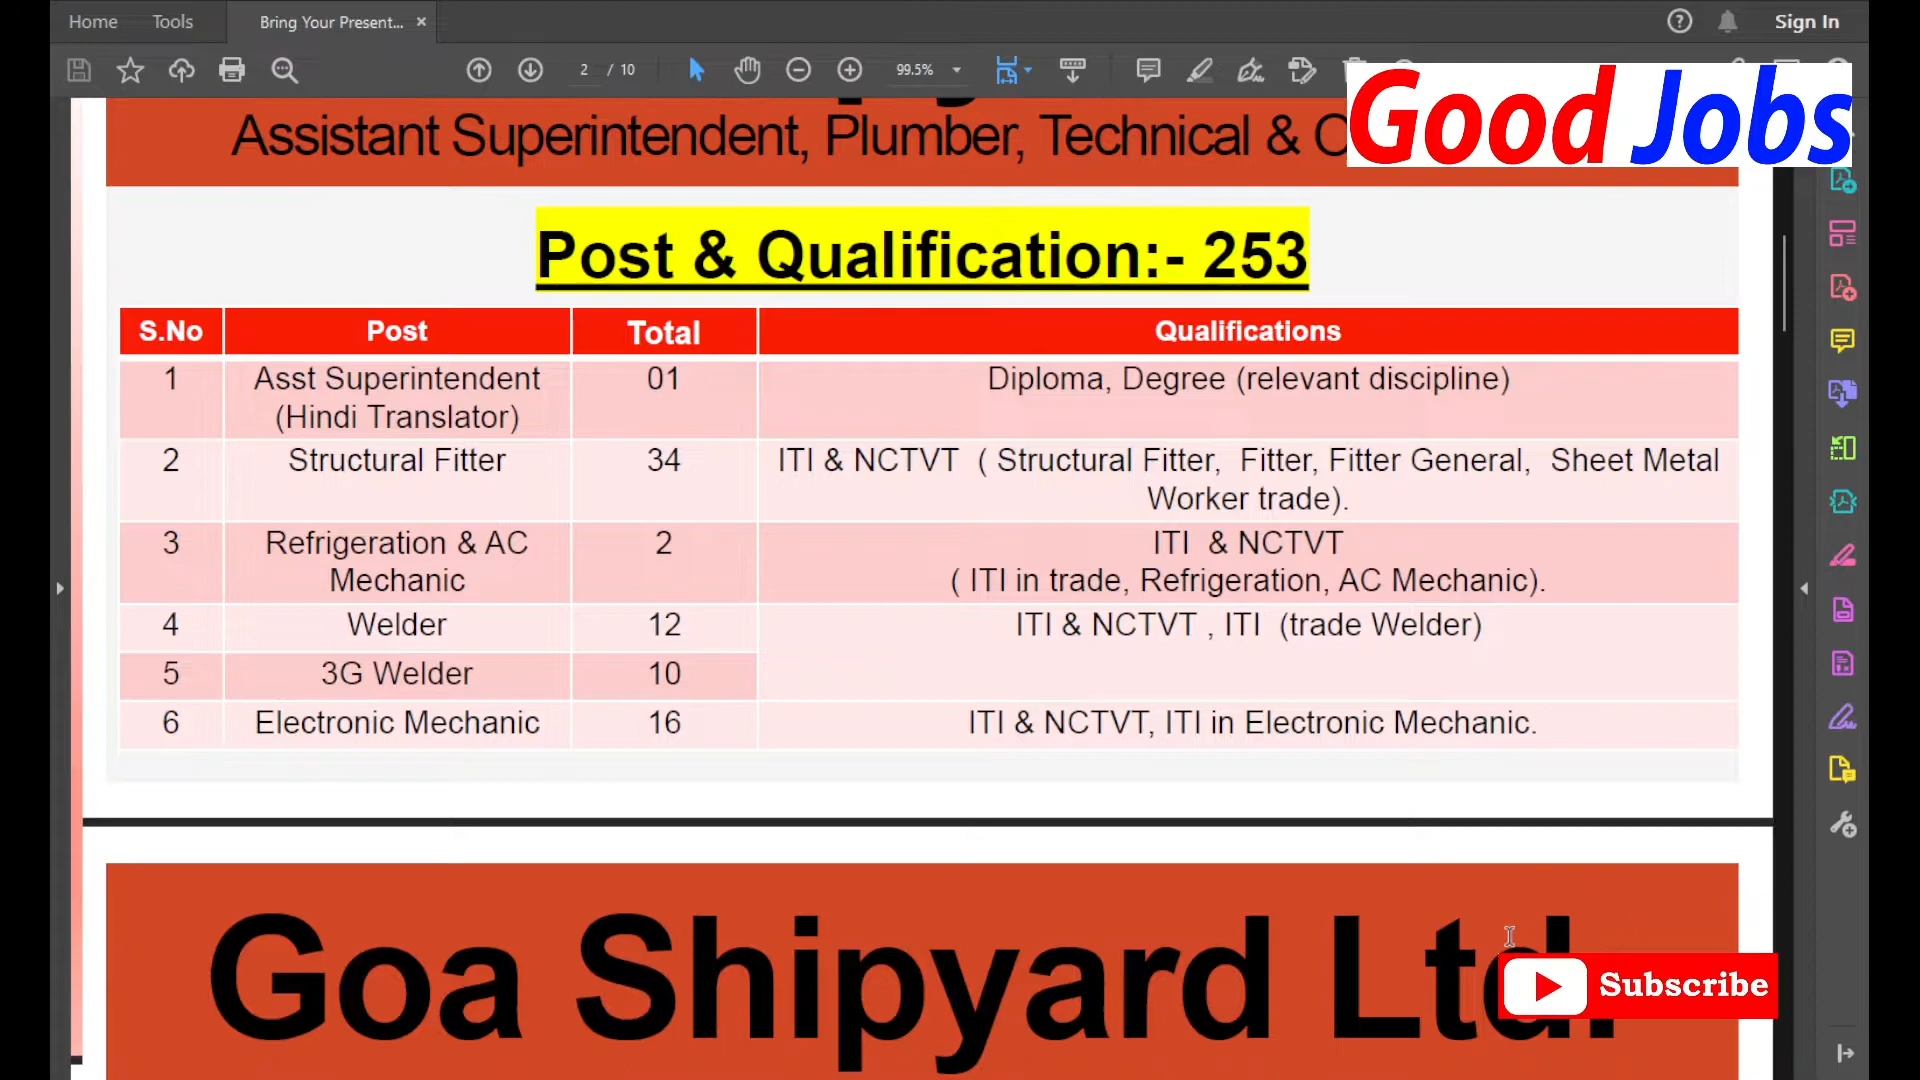 Home Tools Bring Your Present... × Sign In
2 / 10 99.5%
Good Jobs
Assistant Superintendent, Plumber, Technical &
Post & Qualification:- 253
S.No Post Total Qualifications
1 Asst Superintendent 01 Diploma, Degree (relevant discipline)
(Hindi Translator)
2 Structural Fitter 34 ITI & NCTVT ( Structural Fitter, Fitter, Fitter General, Sheet Metal
Worker trade).
3 Refrigeration & AC 2 ITI & NCTVT
Mechanic ( ITI in trade, Refrigeration, AC Mechanic).
4 Welder 12 ITI & NCTVT , ITI (trade Welder)
5 3G Welder 10
6 Electronic Mechanic 16 ITI & NCTVT, ITI in Electronic Mechanic.
Goa Shipyard Ltd.
Subscribe